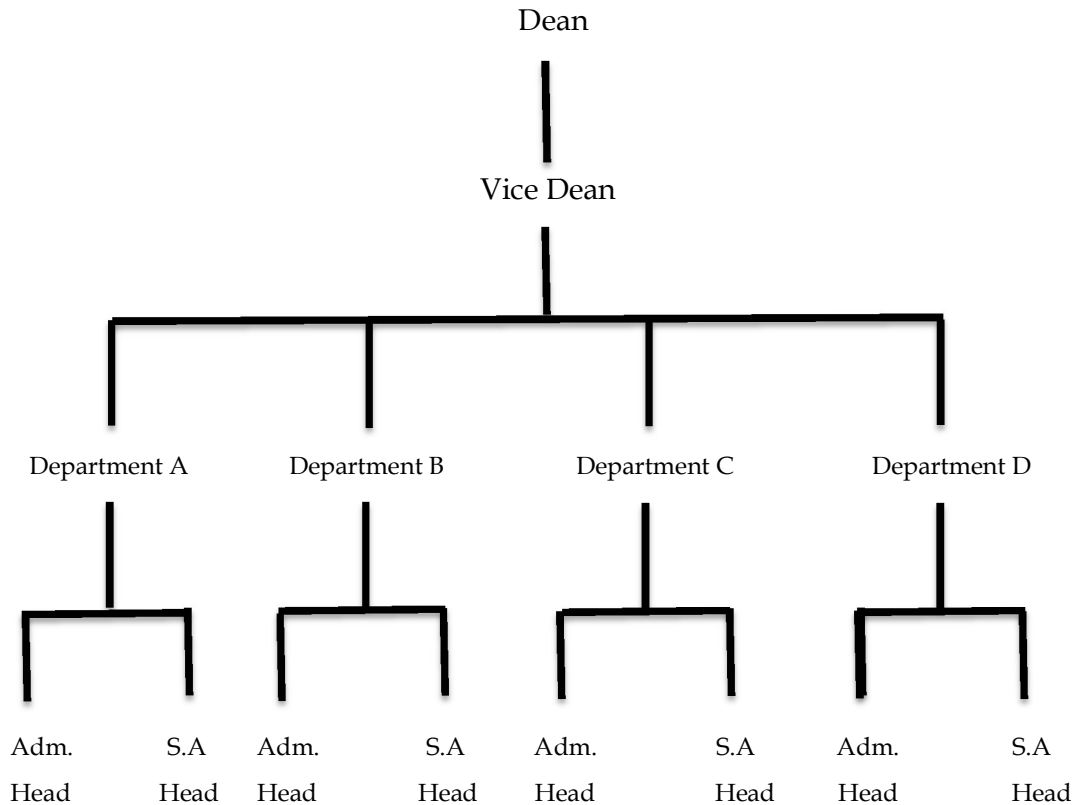 Dean
Vice Dean
Department A
Department B
Department C
Department D
Adm.
Head
S.A
Head
Adm.
Head
S.A
Head
Adm.
Head
S.A
Head
Adm.
Head
S.A
Head